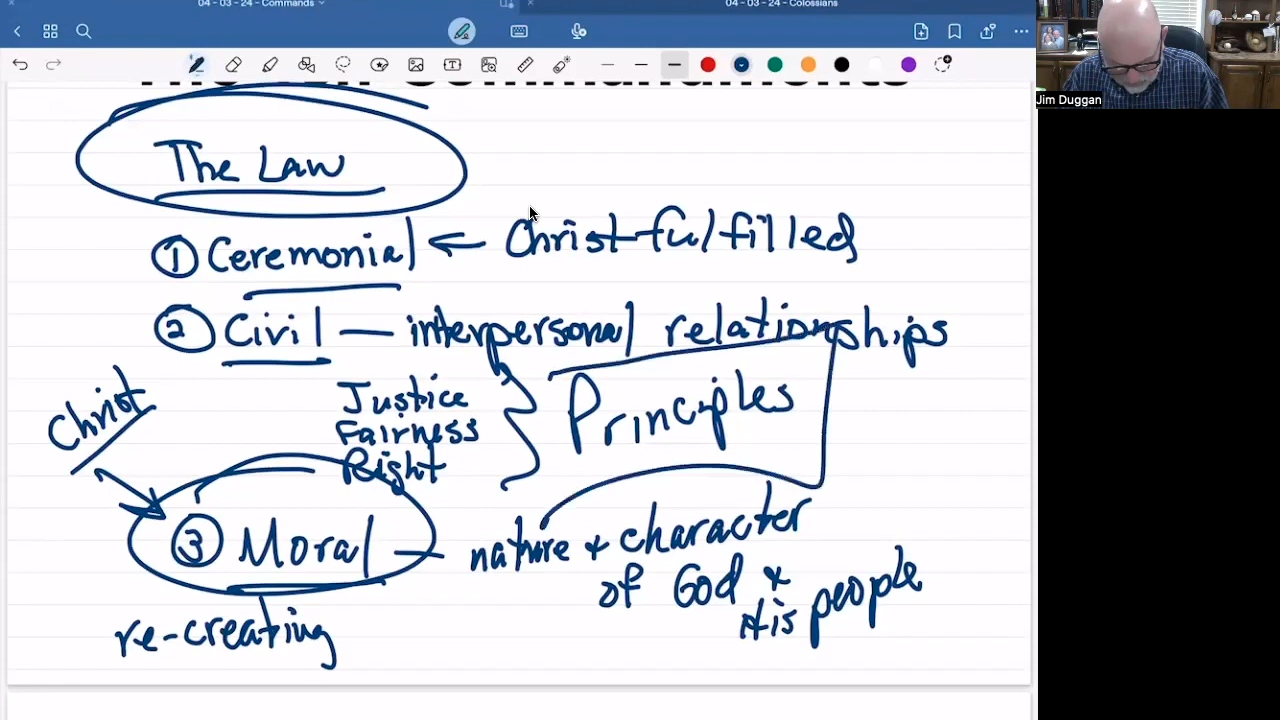 04 - 03 - 24 - Commands
04 - 03 - 24 - Colossians
Jim Duggan
The Law
① Ceremonial ← Christ fulfilled
② Civil — interpersonal relationships
Christ
Justice
Fairness
Right
Principles
③ Moral — nature + character
of God +
His people
re-creating